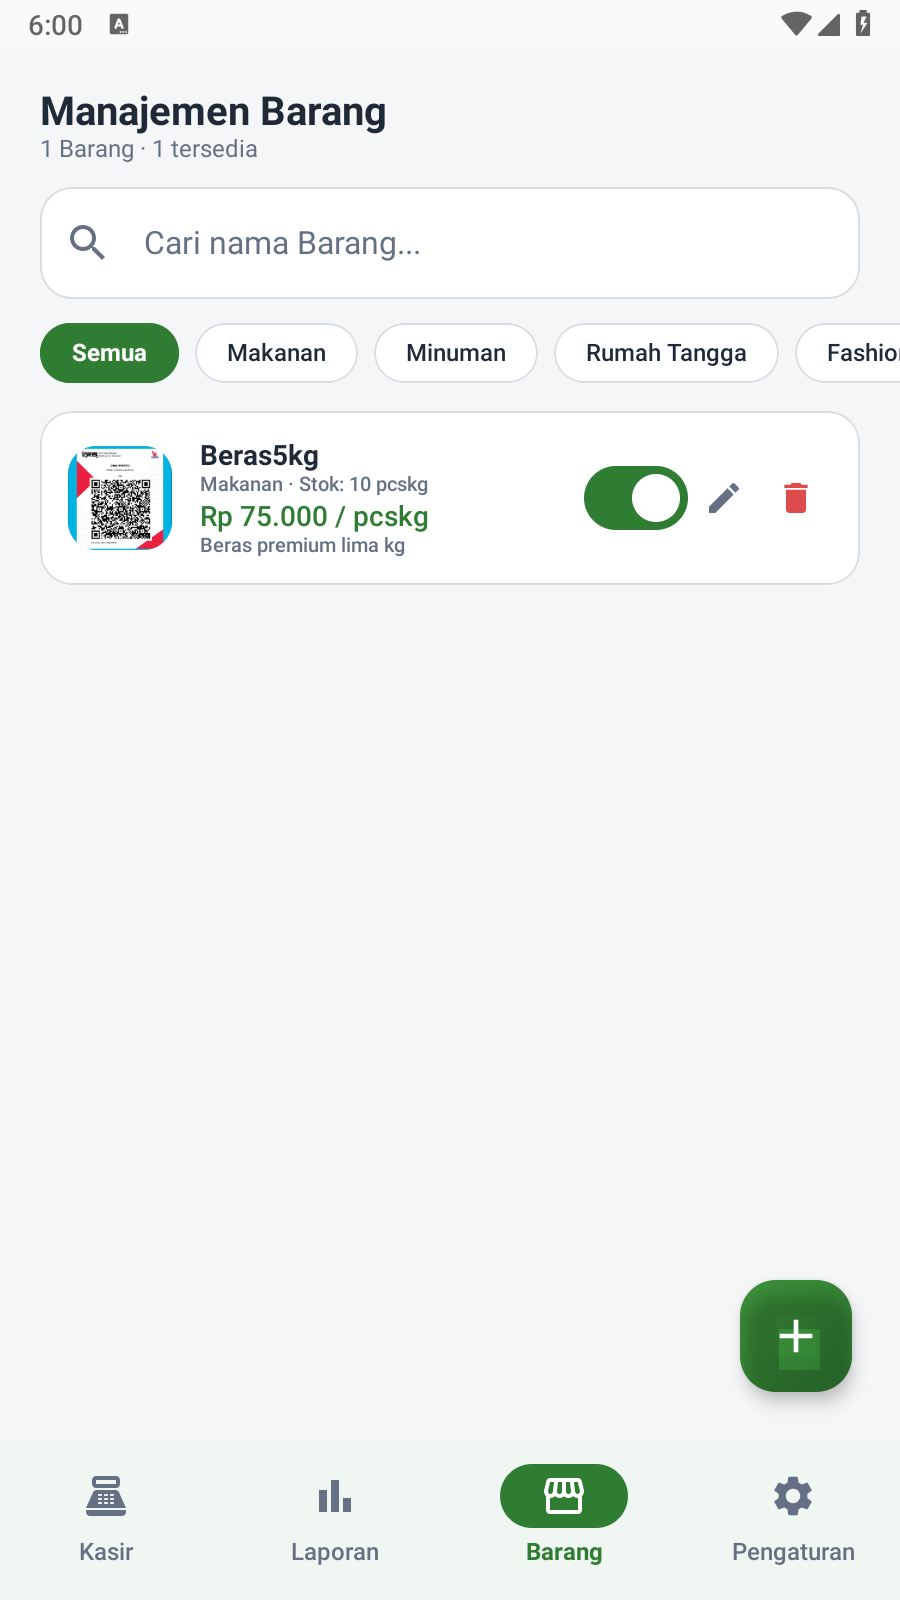 6:00
Manajemen Barang
1 Barang · 1 tersedia
Cari nama Barang...
Semua
Makanan
Minuman
Rumah Tangga
Fashion
Beras5kg
Makanan · Stok: 10 pcskg
Rp 75.000 / pcskg
Beras premium lima kg
Kasir
Laporan
Barang
Pengaturan